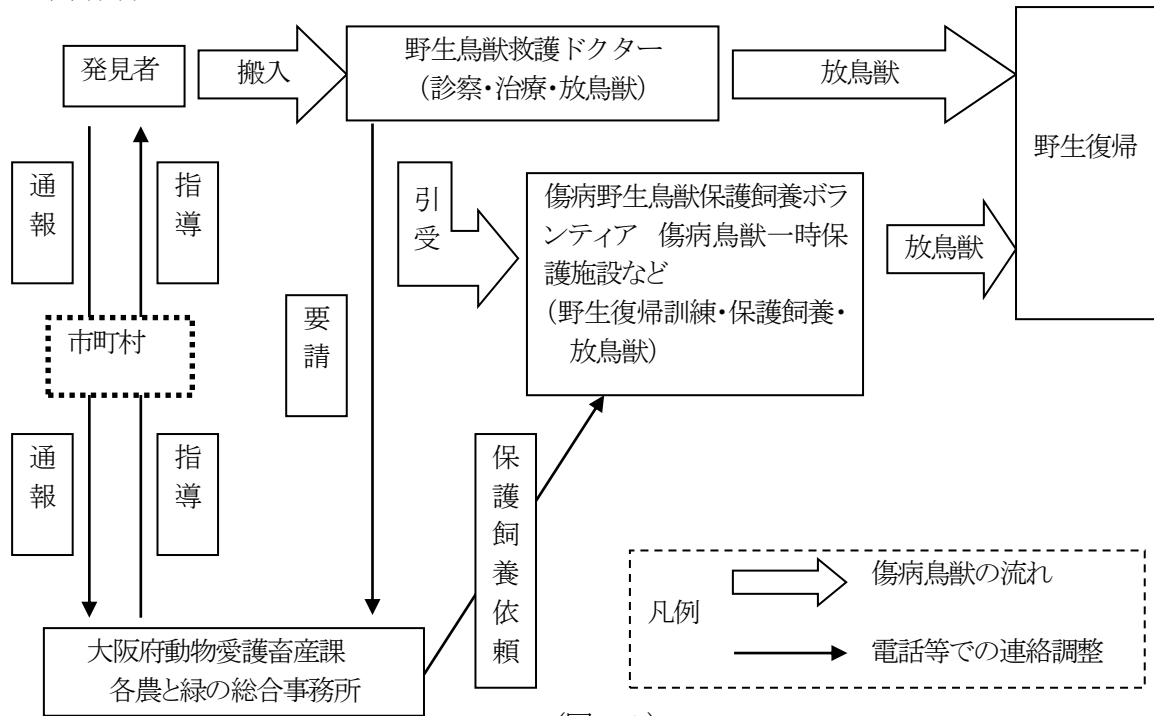 発見者
搬入
野生鳥獣救護ドクター
(診察・治療・放鳥獣)
放鳥獣
野生復帰
通報
指導
引受
傷病野生鳥獣保護飼養ボラ
ンティア 傷病鳥獣一時保
護施設など
(野生復帰訓練・保護飼養・
放鳥獣)
放鳥獣
市町村
要請
通報
指導
保護飼養依頼
大阪府動物愛護畜産課
各農と緑の総合事務所
凡例
傷病鳥獣の流れ
電話等での連絡調整